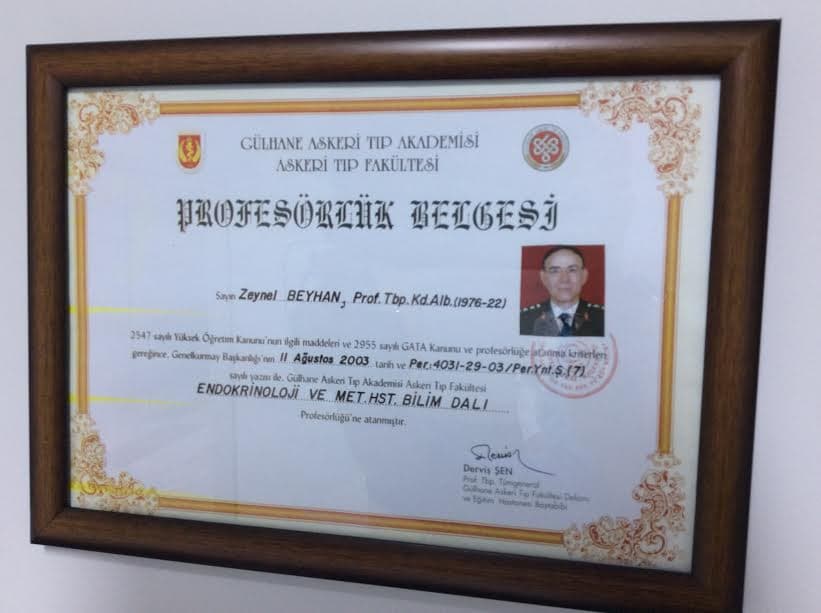 GÜLHANE ASKERİ TIP AKADEMİSİ
ASKERİ TIP FAKÜLTESİ
PROFESÖRLÜK BELGESİ
Sayın Zeynel BEYHAN, Prof.Tbp.Kd.Alb.(1976-22)
2547 sayılı Yüksek Öğretim Kanunu'nun ilgili maddeleri ve 2955 sayılı GATA Kanunu ve profesörlüğe atanma kriterleri
gereğince, Genelkurmay Başkanlığı'nın 11 Ağustos 2003 tarih ve Per:4031-29-03/Per.Ynt.Ş.(7)
sayılı yazısı ile, Gülhane Askeri Tıp Akademisi Askeri Tıp Fakültesi
ENDOKRİNOLOJİ VE MET.HST. BİLİM DALI
Profesörlüğü'ne atanmıştır.
Derviş ŞEN
Prof. Tbp. Tümgeneral
Gülhane Askeri Tıp Fakültesi Dekanı
ve Eğitim Hastanesi Baştabibi